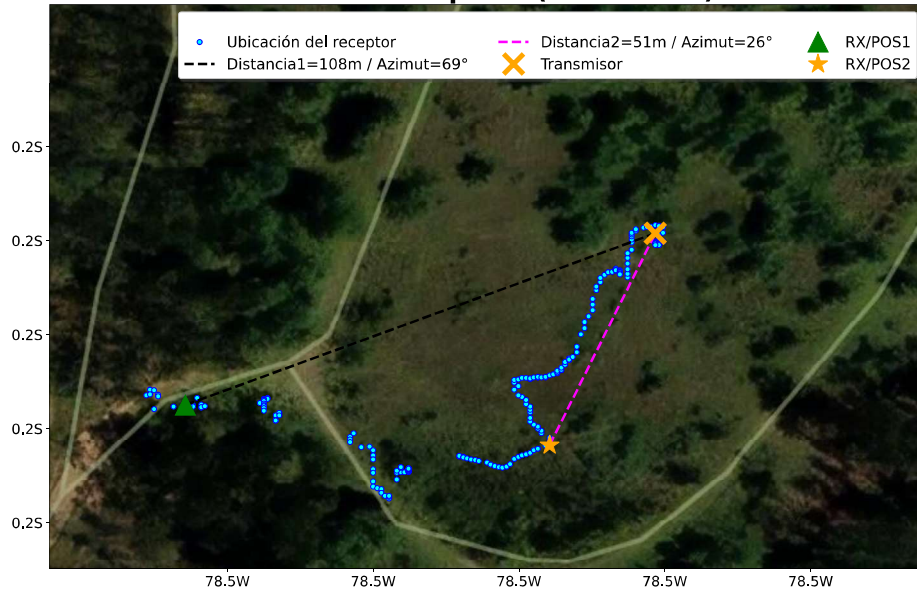 Ubicación del receptor
Distancia1=108m / Azimut=69°
Distancia2=51m / Azimut=26°
Transmisor
RX/POS1
RX/POS2
0.2S
0.2S
0.2S
0.2S
0.2S
78.5W
78.5W
78.5W
78.5W
78.5W